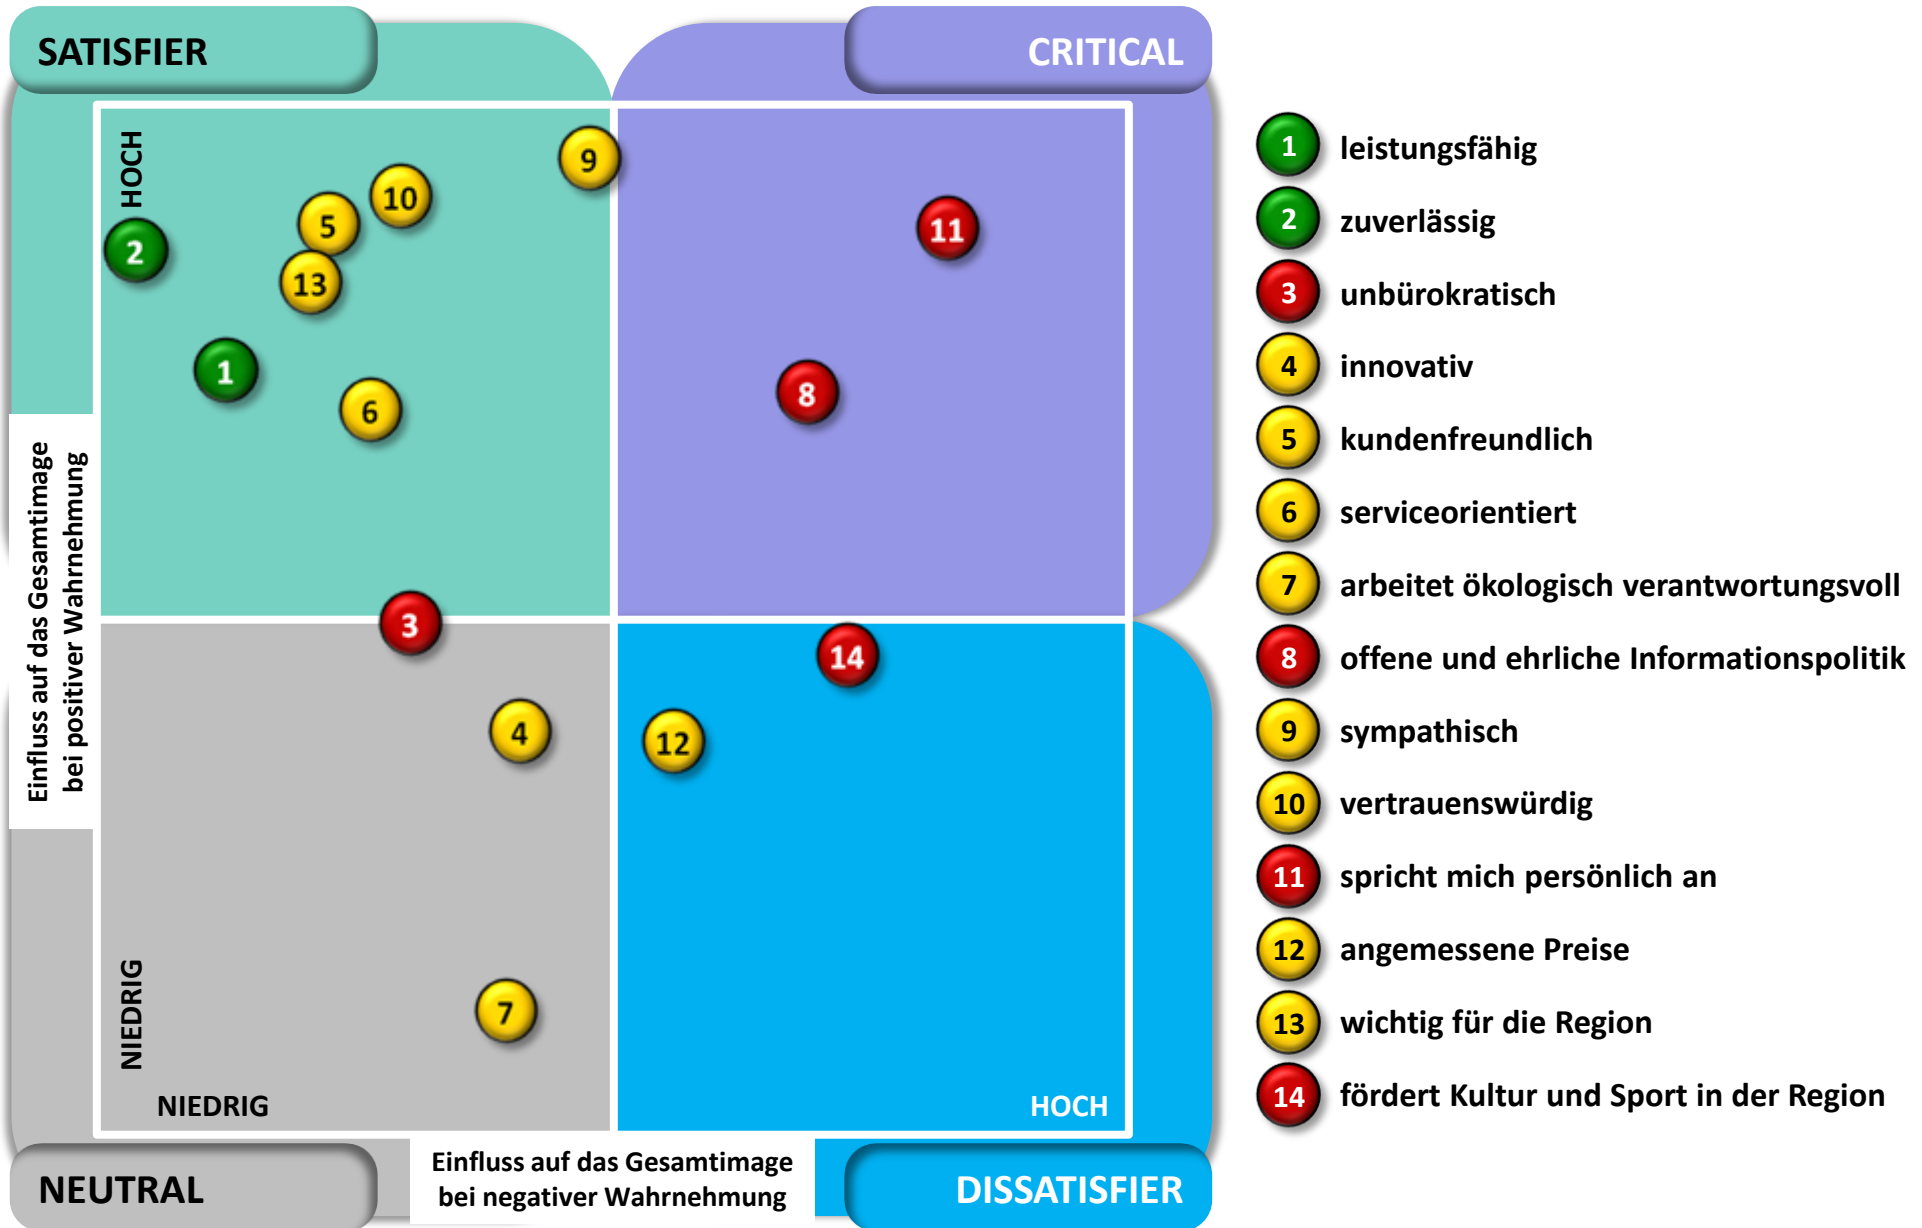 SATISFIER
CRITICAL
HOCH
9
10
5
11
2
13
1
8
6
Einfluss auf das Gesamtimage
bei positiver Wahrnehmung
3
14
4
12
7
NIEDRIG
NIEDRIG
HOCH
Einfluss auf das Gesamtimage
bei negativer Wahrnehmung
NEUTRAL
DISSATISFIER
1 leistungsfähig
2 zuverlässig
3 unbürokratisch
4 innovativ
5 kundenfreundlich
6 serviceorientiert
7 arbeitet ökologisch verantwortungsvoll
8 offene und ehrliche Informationspolitik
9 sympathisch
10 vertrauenswürdig
11 spricht mich persönlich an
12 angemessene Preise
13 wichtig für die Region
14 fördert Kultur und Sport in der Region